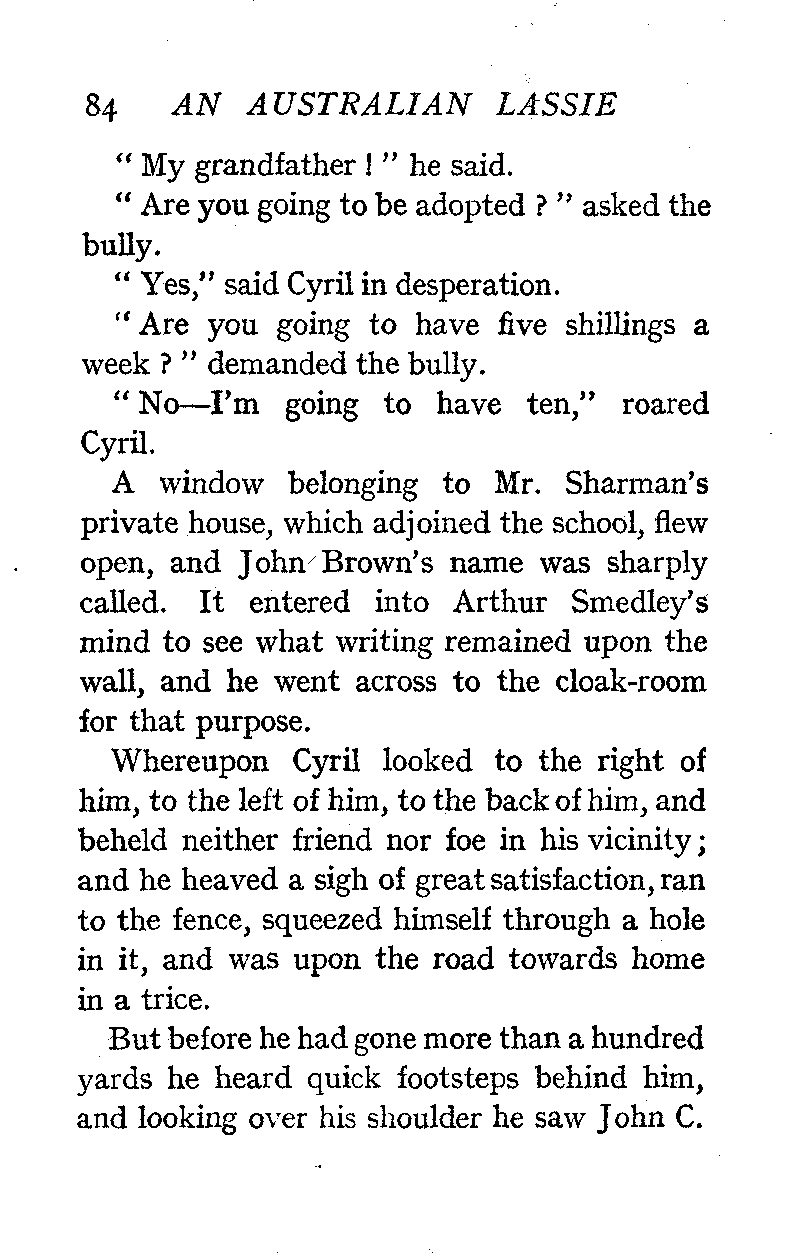 84 AN AUSTRALIAN LASSIE
“ My grandfather ! ” he said.
“ Are you going to be adopted ? ” asked the
bully.
“ Yes,” said Cyril in desperation.
“ Are you going to have five shillings a
week ? ” demanded the bully.
“ No—I’m going to have ten,” roared
Cyril.
A window belonging to Mr. Sharman’s
private house, which adjoined the school, flew
open, and John Brown’s name was sharply
called. It entered into Arthur Smedley’s
mind to see what writing remained upon the
wall, and he went across to the cloak-room
for that purpose.
Whereupon Cyril looked to the right of
him, to the left of him, to the back of him, and
beheld neither friend nor foe in his vicinity ;
and he heaved a sigh of great satisfaction, ran
to the fence, squeezed himself through a hole
in it, and was upon the road towards home
in a trice.
But before he had gone more than a hundred
yards he heard quick footsteps behind him,
and looking over his shoulder he saw John C.